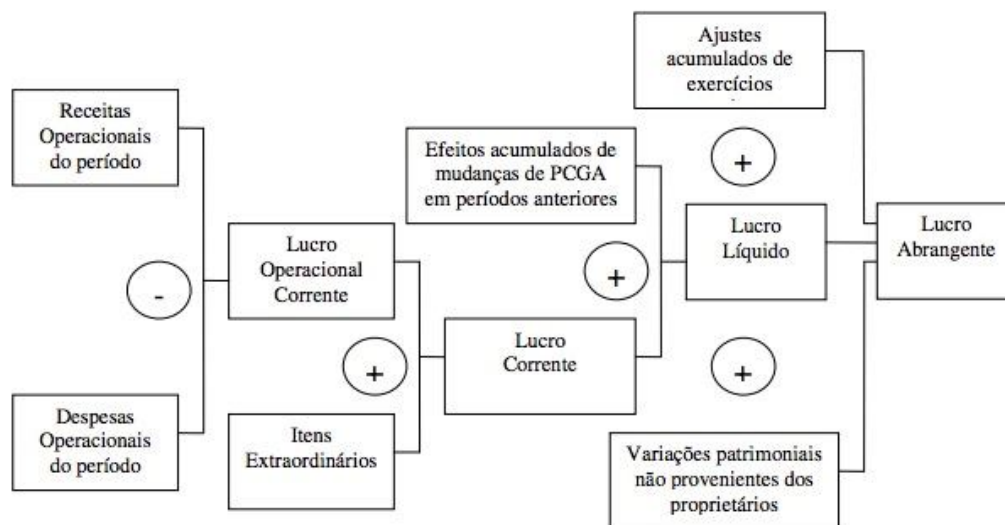 Ajustes
acumulados de
exercícios
Receitas
Operacionais
do período
Efeitos acumulados de
mudanças de PCGA
em períodos anteriores
+
Lucro
Líquido
Lucro
Abrangente
Lucro
Operacional
Corrente
-
+
Lucro
Corrente
+
+
Despesas
Operacionais
do período
Itens
Extraordinários
Variações patrimoniais
não provenientes dos
proprietários